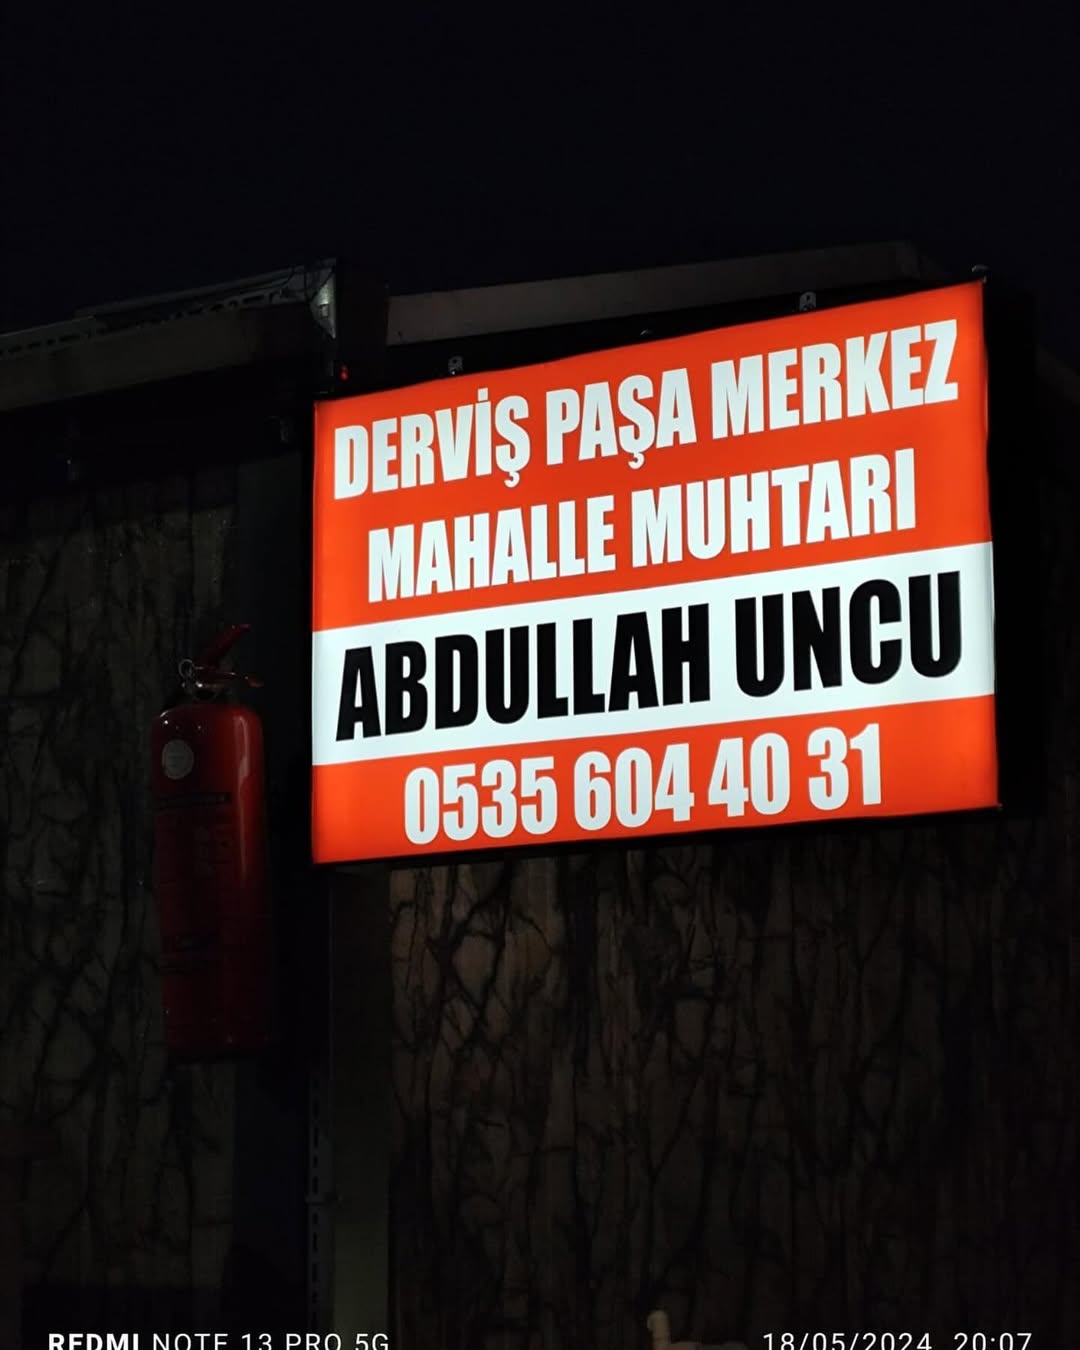 DERVİŞ PAŞA MERKEZ
MAHALLE MUHTARI
ABDULLAH UNCU
0535 604 40 31
REDMI NOTE 13 PRO 5G
18/05/2024 20:07